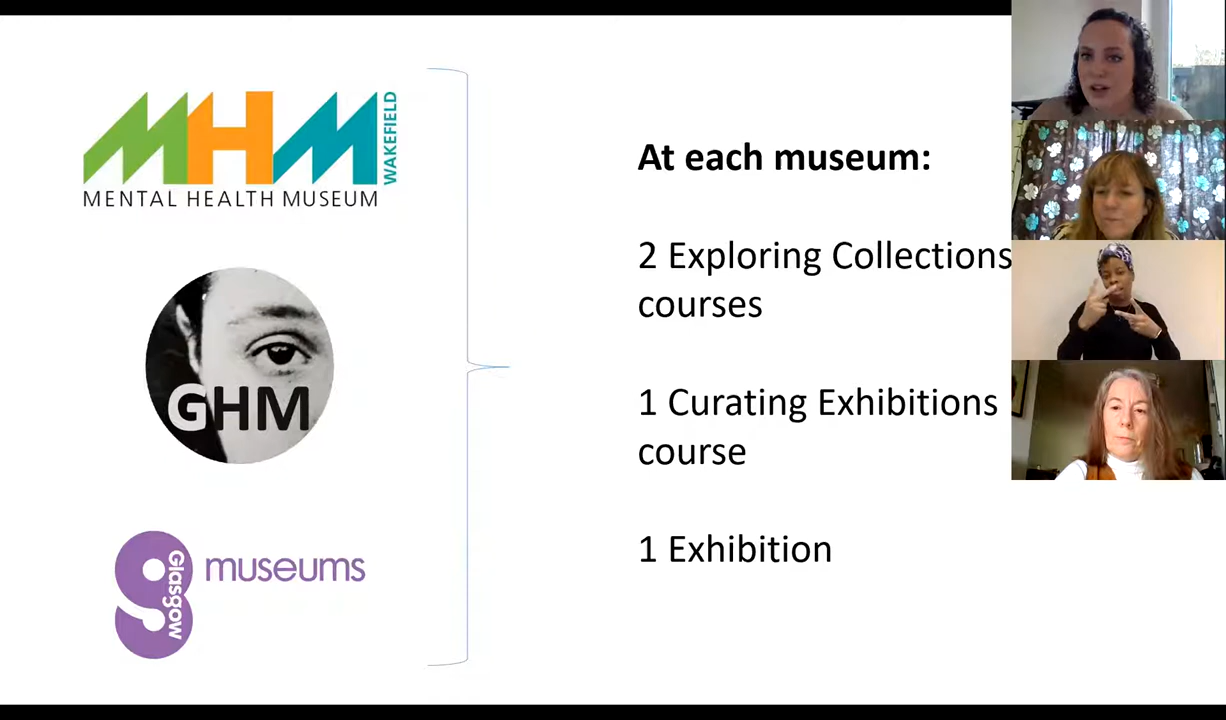 MHM
WAKEFIELD
MENTAL HEALTH MUSEUM
GHM
g
Glasgow
museums
At each museum:
2 Exploring Collections
courses
1 Curating Exhibitions
course
1 Exhibition